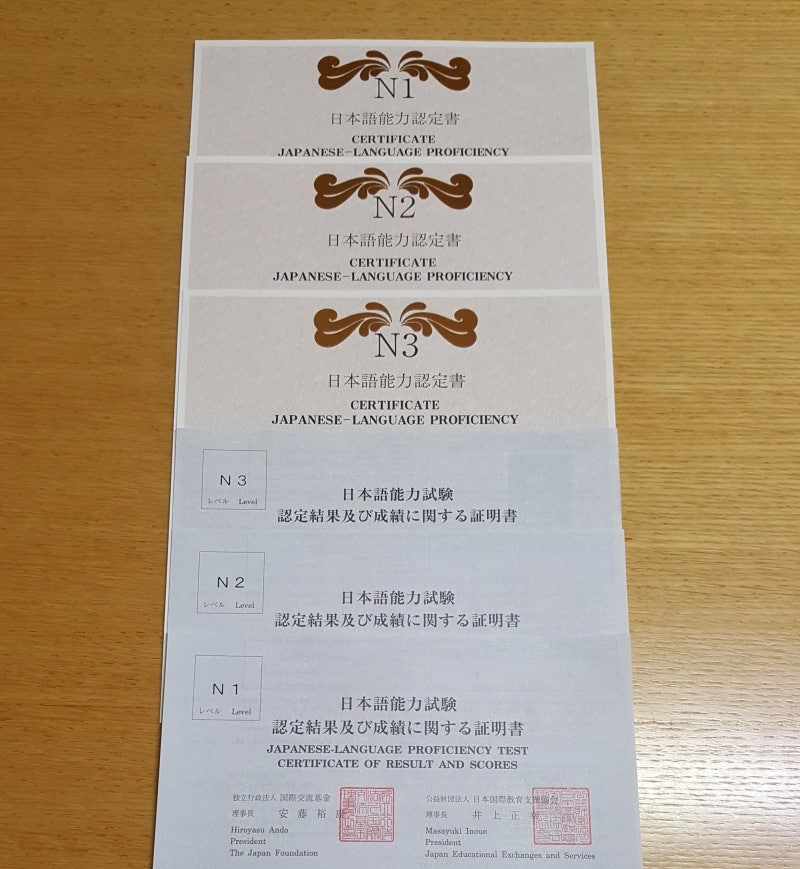 N1
日本語能力認定書
CERTIFICATE
JAPANESE−LANGUAGE PROFICIENCY
N2
日本語能力認定書
CERTIFICATE
JAPANESE−LANGUAGE PROFICIENCY
N3
日本語能力認定書
CERTIFICATE
JAPANESE−LANGUAGE PROFICIENCY
N 3
レベル Level
日本語能力試験
認定結果及び成績に関する証明書
N 2
レベル Level
日本語能力試験
認定結果及び成績に関する証明書
N 1
レベル Level
日本語能力試験
認定結果及び成績に関する証明書
JAPANESE-LANGUAGE PROFICIENCY TEST
CERTIFICATE OF RESULT AND SCORES
独立行政法人 国際交流基金
理事長 安 藤 裕
Hiroyasu Ando
President
The Japan Foundation
公益財団法人 日本国際教育支援協会
理事長 井 上 正
Masayuki Inoue
President
Japan Educational Exchanges and Services